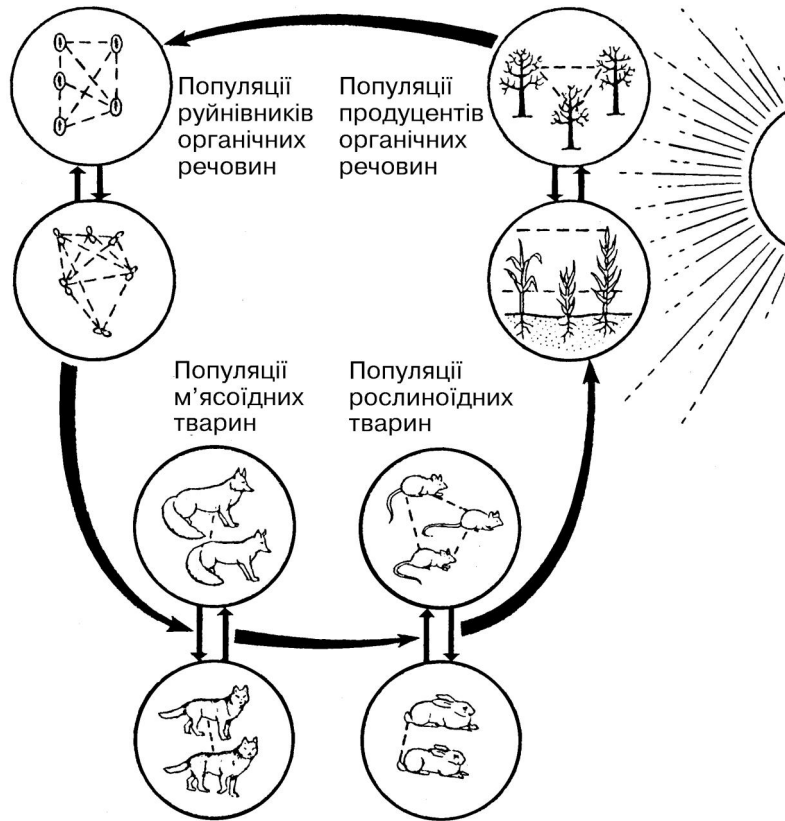 Популяції
руйнівників
органічних
речовин
Популяції
продуцентів
органічних
речовин
Популяції
м’ясоїдних
тварин
Популяції
рослиноїдних
тварин